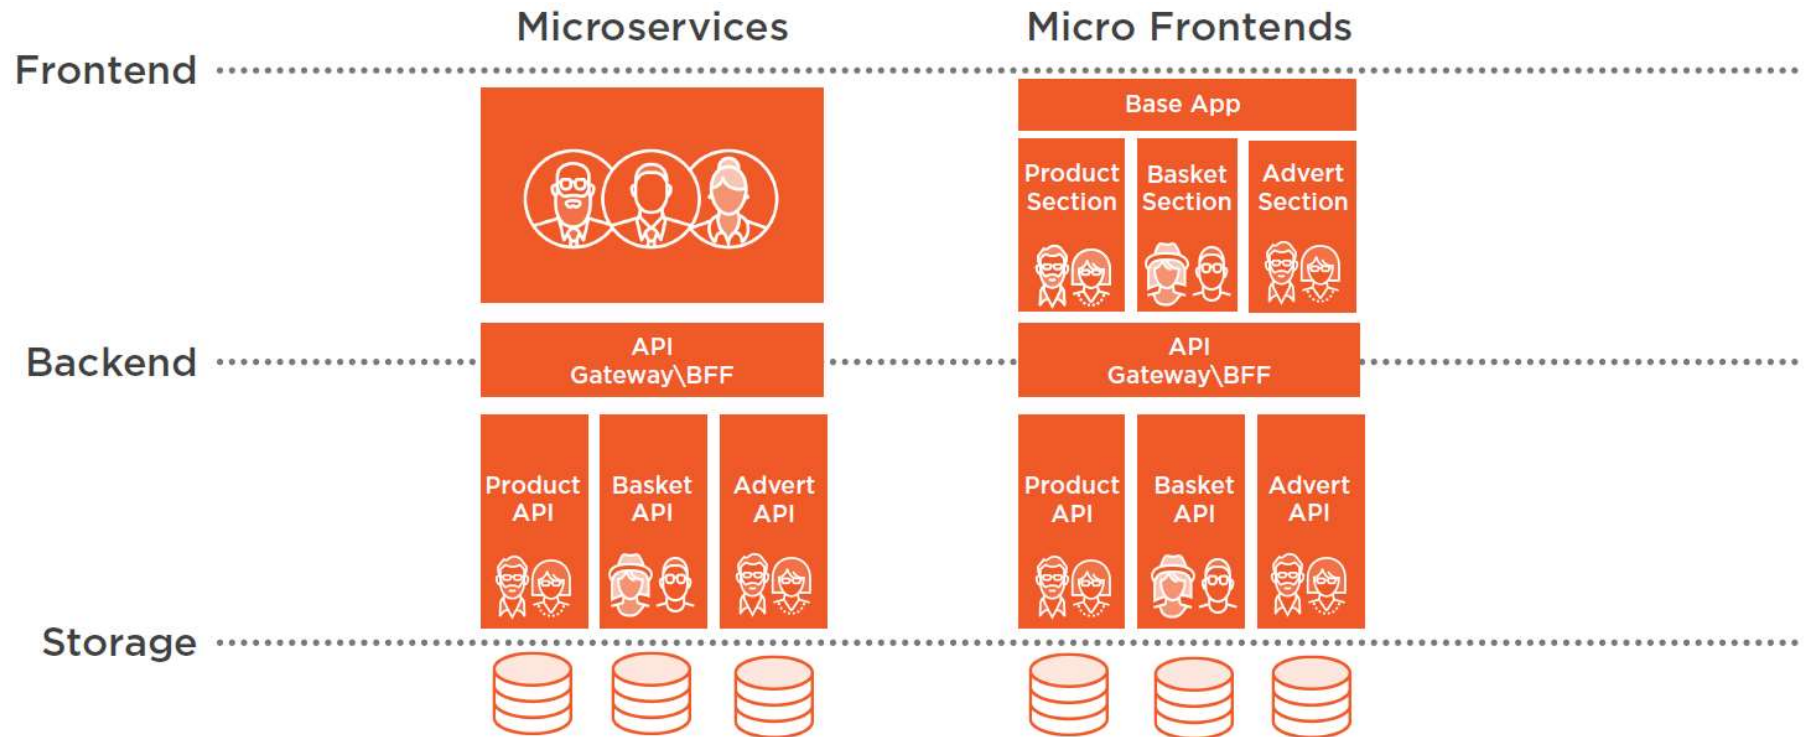 Microservices
Micro Frontends
Frontend
Base App
Product
Section
Basket
Section
Advert
Section
Backend
API
Gateway\BFF
API
Gateway\BFF
Product
API
Basket
API
Advert
API
Product
API
Basket
API
Advert
API
Storage